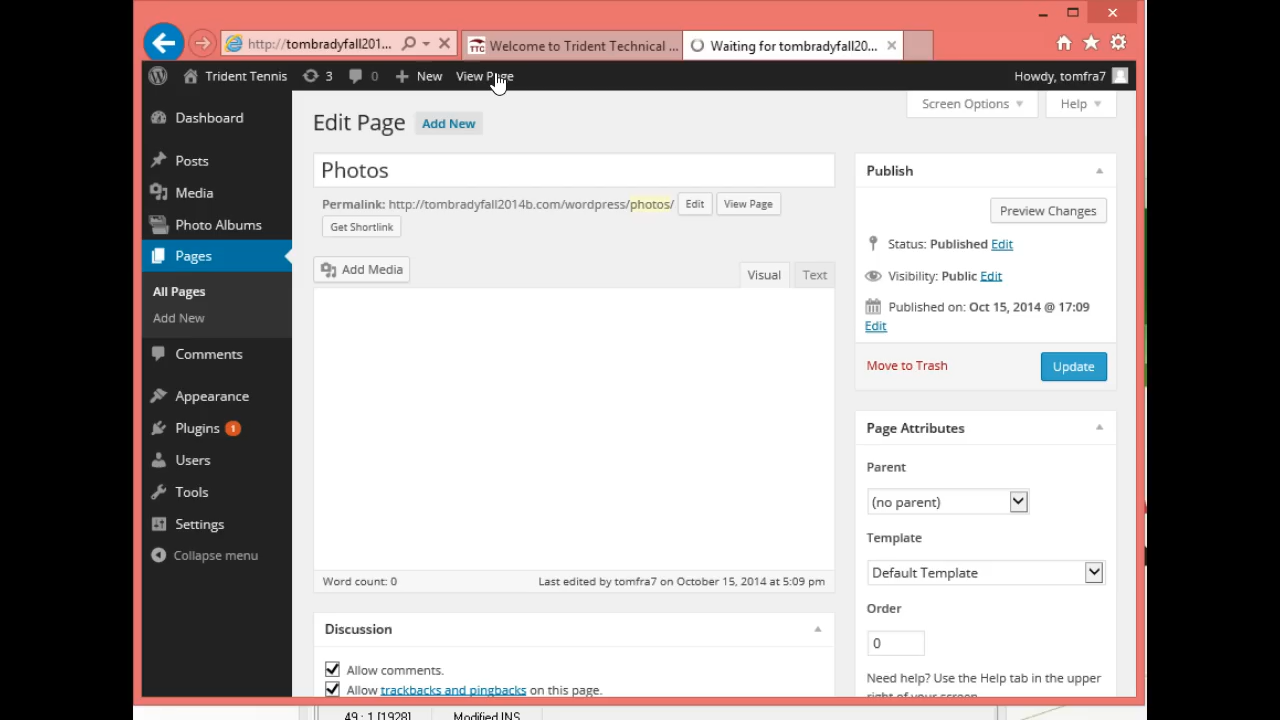 http://tombradyfall201...
Welcome to Trident Technical ...
Waiting for tombradyfall20...
Trident Tennis
3
0
New
View Page
Howdy, tomfra7
Dashboard
Posts
Media
Photo Albums
Pages
All Pages
Add New
Comments
Appearance
Plugins 1
Users
Tools
Settings
Collapse menu
Screen Options
Help
Edit Page Add New
Photos
Permalink: http://tombradyfall2014b.com/wordpress/photos/ Edit View Page
Get Shortlink
Add Media
Visual Text
Word count: 0
Last edited by tomfra7 on October 15, 2014 at 5:09 pm
Discussion
Allow comments.
Allow trackbacks and pingbacks on this page.
Publish
Preview Changes
Status: Published Edit
Visibility: Public Edit
Published on: Oct 15, 2014 @ 17:09
Edit
Move to Trash
Update
Page Attributes
Parent
(no parent)
Template
Default Template
Order
0
Need help? Use the Help tab in the upper
right of your screen.
49 : 1 [1928]
Modified INS